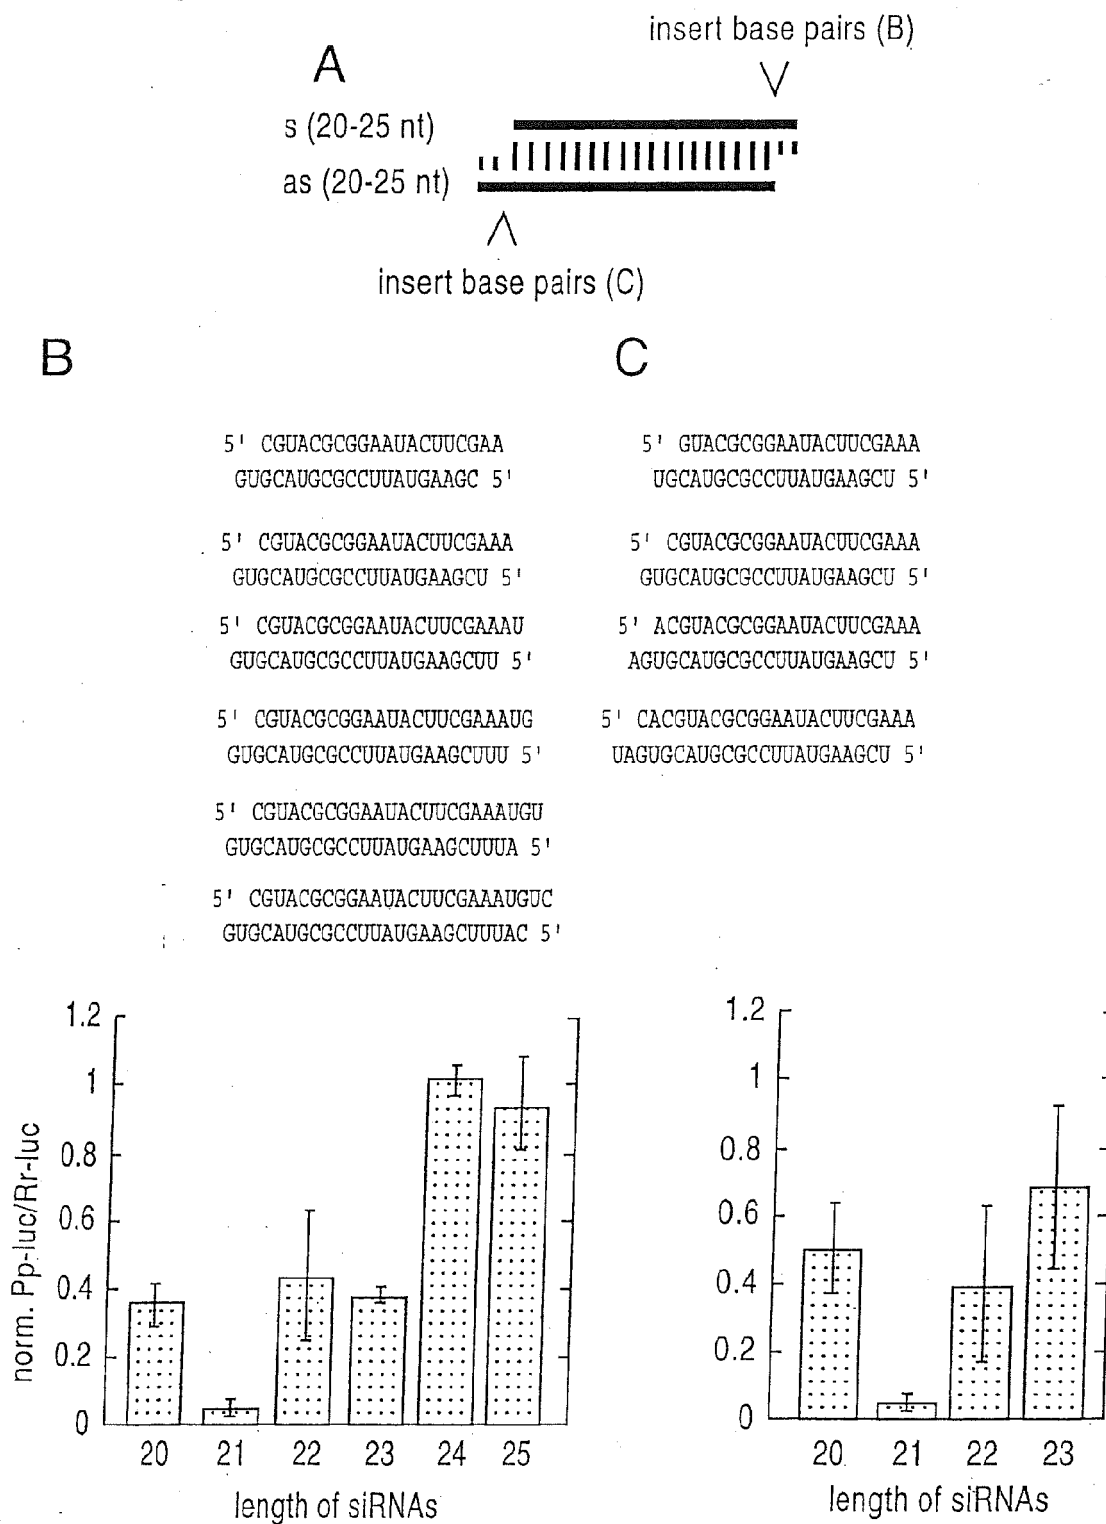 insert base pairs (B)
A
s (20-25 nt)
as (20-25 nt)
insert base pairs (C)
B
5' CGUACGCGGAAUACUUCGAA
GUGCAUGCGCCUUAUGAAGC 5'
5' CGUACGCGGAAUACUUCGAAA
GUGCAUGCGCCUUAUGAAGCU 5'
5' CGUACGCGGAAUACUUCGAAAU
GUGCAUGCGCCUUAUGAAGCUU 5'
5' CGUACGCGGAAUACUUCGAAAUG
GUGCAUGCGCCUUAUGAAGCUUU 5'
5' CGUACGCGGAAUACUUCGAAAUGU
GUGCAUGCGCCUUAUGAAGCUUUA 5'
5' CGUACGCGGAAUACUUCGAAAUGUC
GUGCAUGCGCCUUAUGAAGCUUUAC 5'
C
5' GUACGCGGAAUACUUCGAAA
UGCAUGCGCCUUAUGAAGCU 5'
5' CGUACGCGGAAUACUUCGAAA
GUGCAUGCGCCUUAUGAAGCU 5'
5' ACGUACGCGGAAUACUUCGAAA
AGUGCAUGCGCCUUAUGAAGCU 5'
5' CACGUACGCGGAAUACUUCGAAA
UAGUGCAUGCGCCUUAUGAAGCU 5'
norm. Pp-luc/Rr-luc
1.2
1
0.8
0.6
0.4
0.2
0
20 21 22 23 24 25
length of siRNAs
1.2
1
0.8
0.6
0.4
0.2
0
20 21 22 23
length of siRNAs